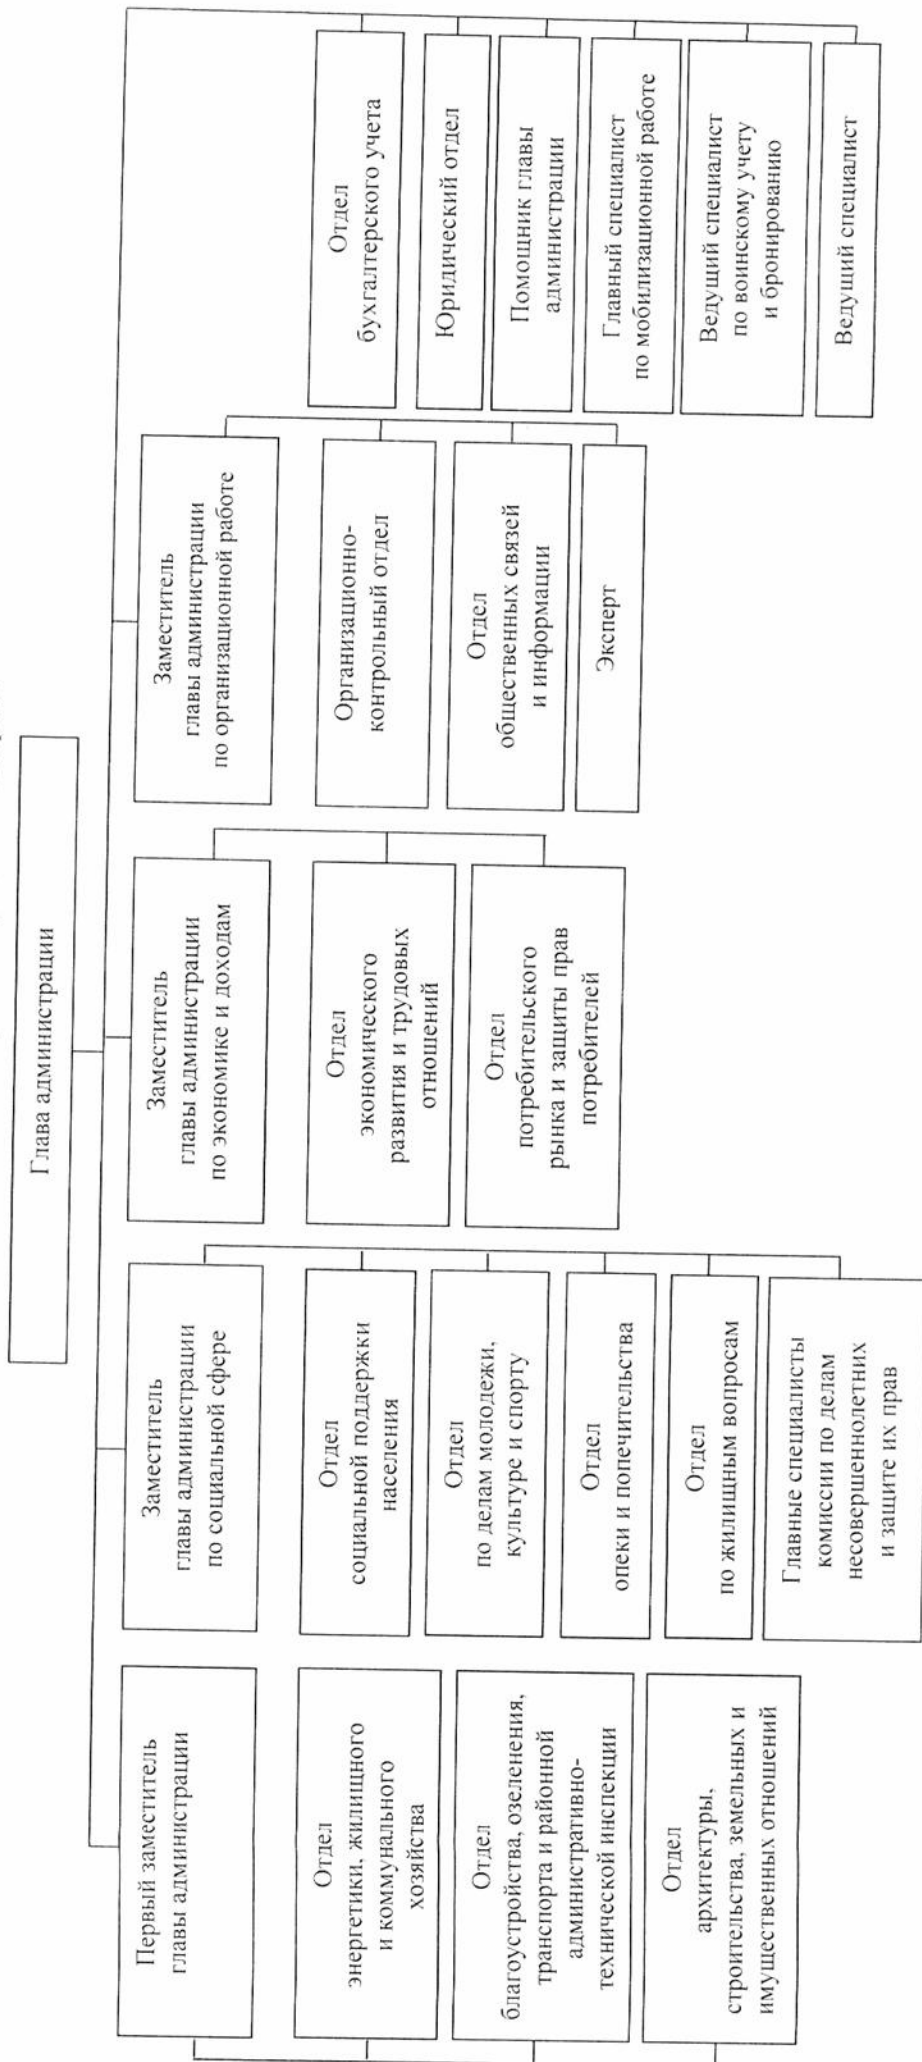 Глава администрации
Первый заместитель
главы администрации
Отдел
энергетики, жилищного
и коммунального
хозяйства
Отдел
благоустройства, озеленения,
транспорта и районной
административно-
технической инспекции
Отдел
архитектуры,
строительства, земельных и
имущественных отношений
Заместитель
главы администрации
по социальной сфере
Отдел
социальной поддержки
населения
Отдел
по делам молодежи,
культуре и спорту
Отдел
опеки и попечительства
Отдел
по жилищным вопросам
Главные специалисты
комиссии по делам
несовершеннолетних
и защите их прав
Заместитель
главы администрации
по экономике и доходам
Отдел
экономического
развития и трудовых
отношений
Отдел
потребительского
рынка и защиты прав
потребителей
Заместитель
главы администрации
по организационной работе
Организационно-
контрольный отдел
Отдел
общественных связей
и информации
Эксперт
Отдел
бухгалтерского учета
Юридический отдел
Помощник главы
администрации
Главный специалист
по мобилизационной работе
Ведущий специалист
по воинскому учету
и бронированию
Ведущий специалист